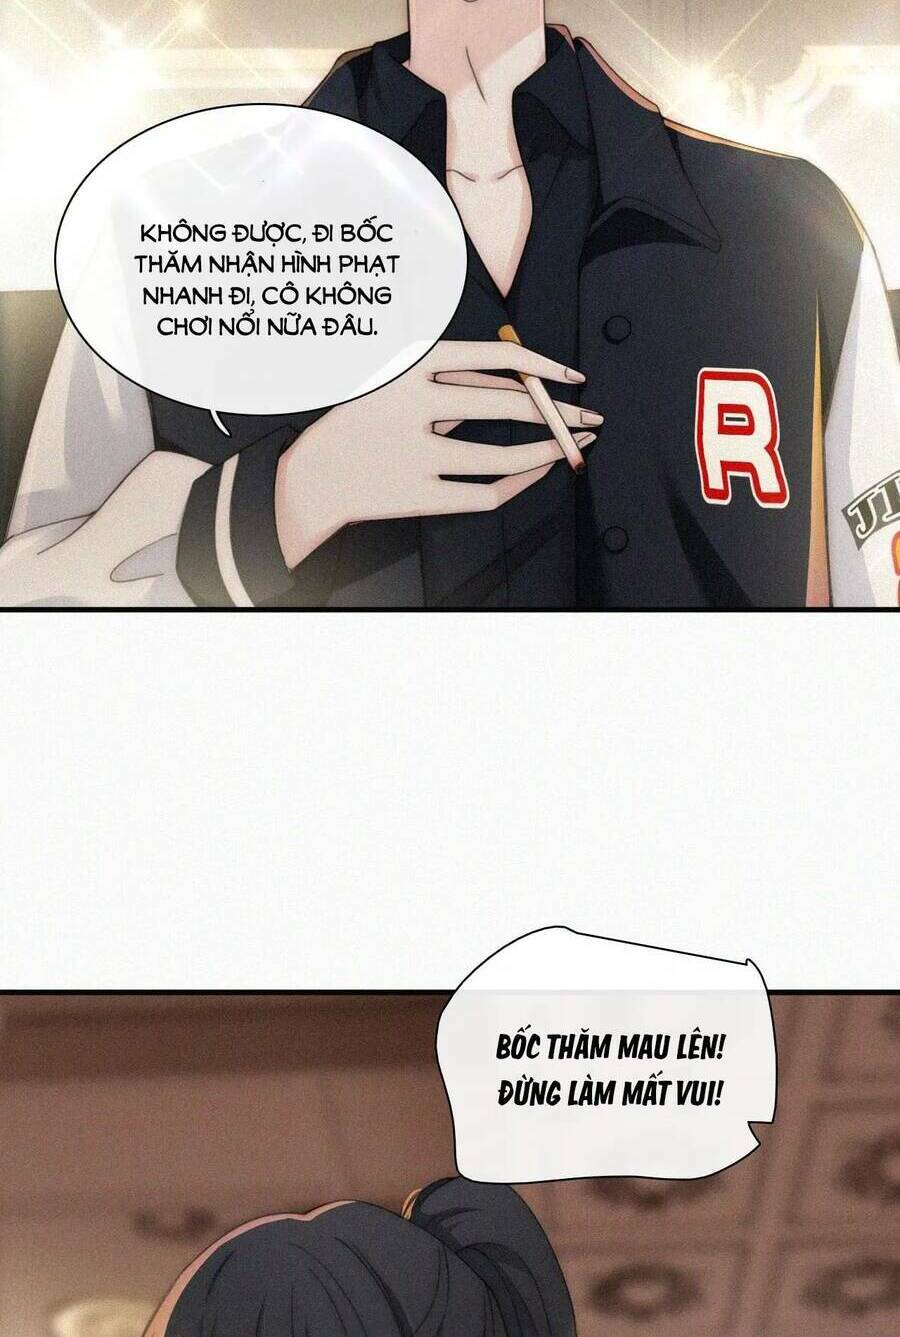 KHÔNG ĐƯỢC, ĐI BỐC
THĂM NHẬN HÌNH PHẠT
NHANH ĐI, CÔ KHÔNG
CHƠI NỔI NỮA ĐÂU.
R
BỐC THĂM MAU LÊN!
ĐỪNG LÀM MẤT VUI!